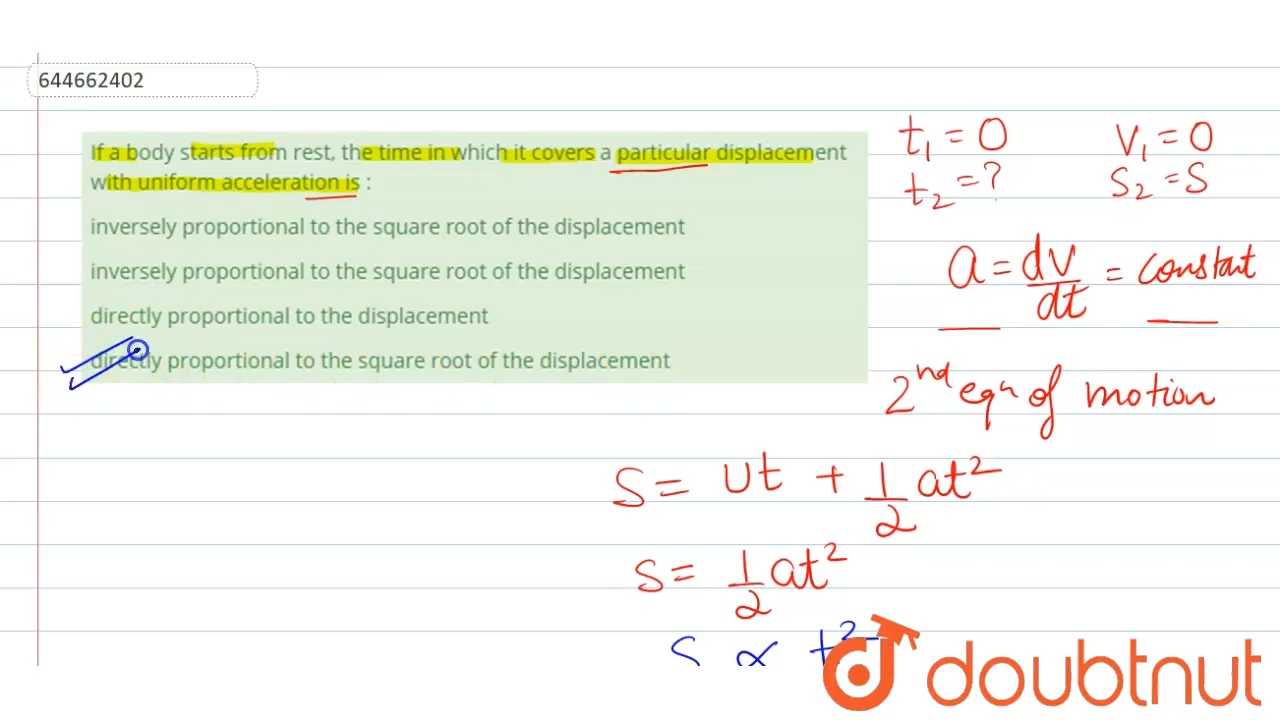 644662402
If a body starts from rest, the time in which it covers a particular displacement
with uniform acceleration is :
inversely proportional to the square root of the displacement
inversely proportional to the square root of the displacement
directly proportional to the displacement
directly proportional to the square root of the displacement
t₁ = 0 V₁ = 0
t₂ = ? S₂ = S
a = dV/dt = constant
2nd eqn of motion
S = Ut + 1/2 at²
S = 1/2 at²
S ∝ t²
doubtnut